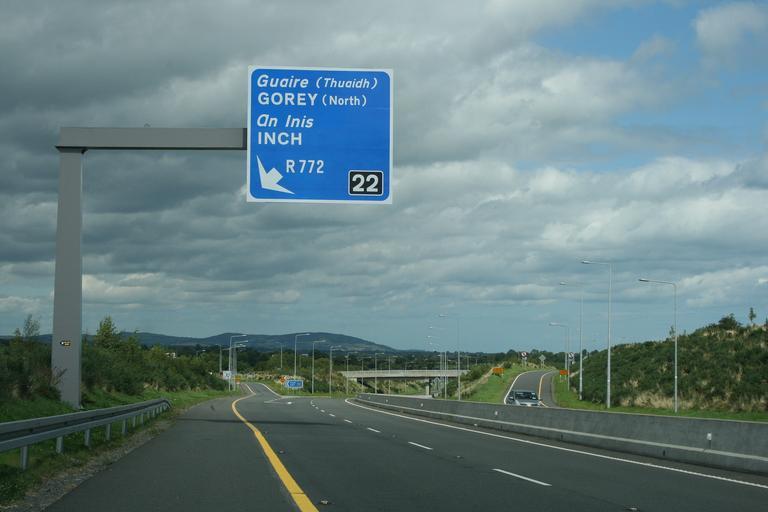 Guaire (Thuaidh)
GOREY (North)
An Inis
INCH
R772
22